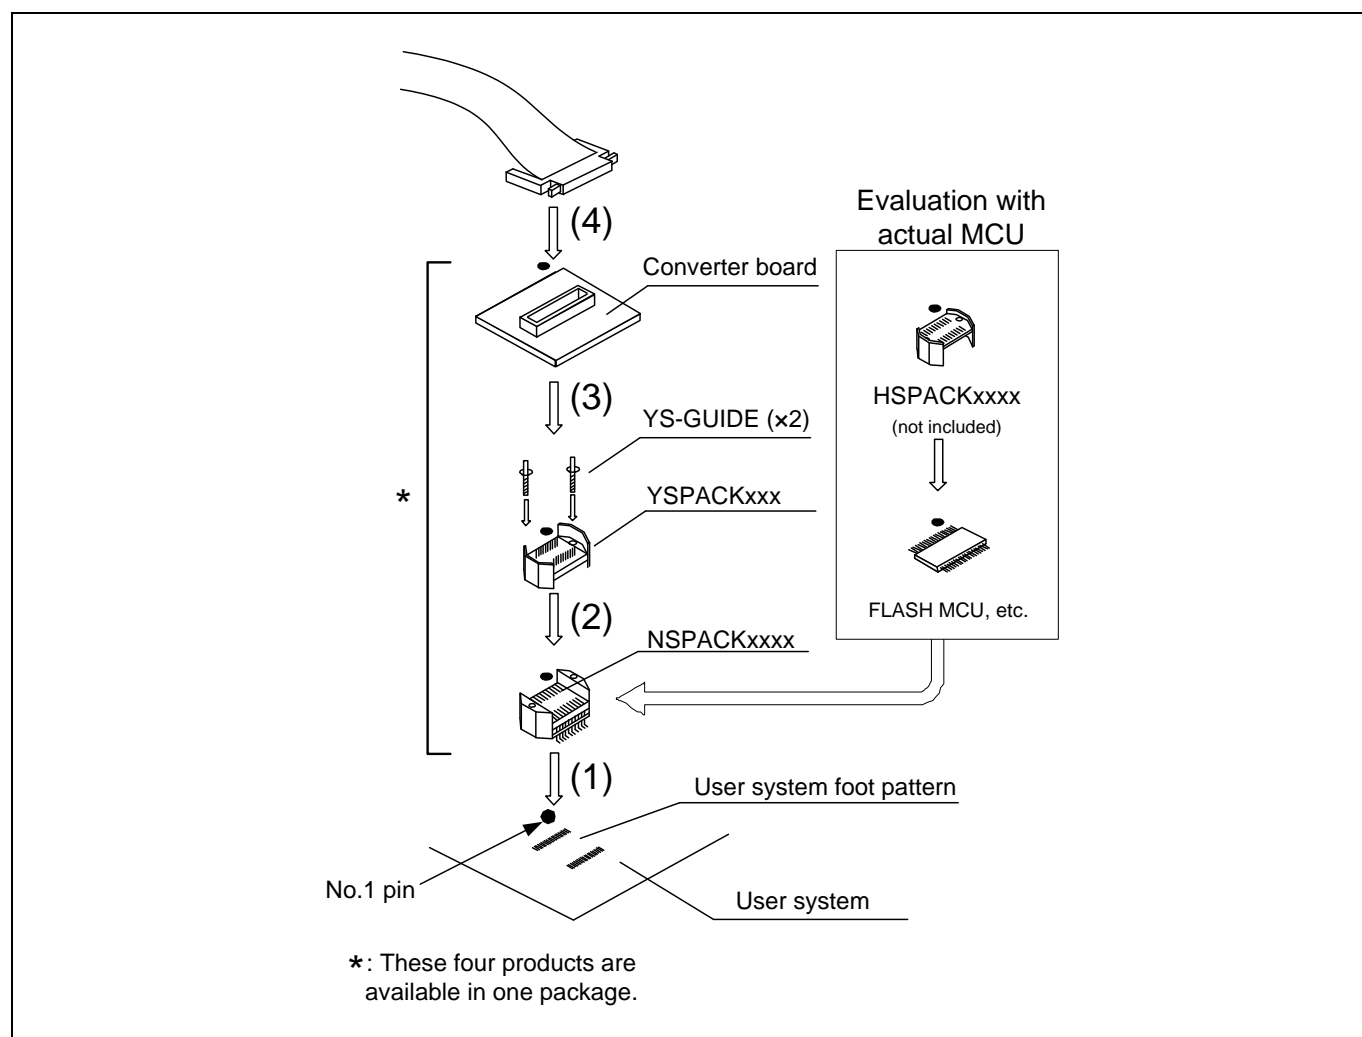 (4)
Evaluation with
actual MCU
Converter board
HSPACKxxxx
(not included)
(3)
YS-GUIDE (×2)
*
YSPACKxxx
FLASH MCU, etc.
(2)
NSPACKxxxx
(1)
User system foot pattern
No.1 pin
User system
*: These four products are
available in one package.